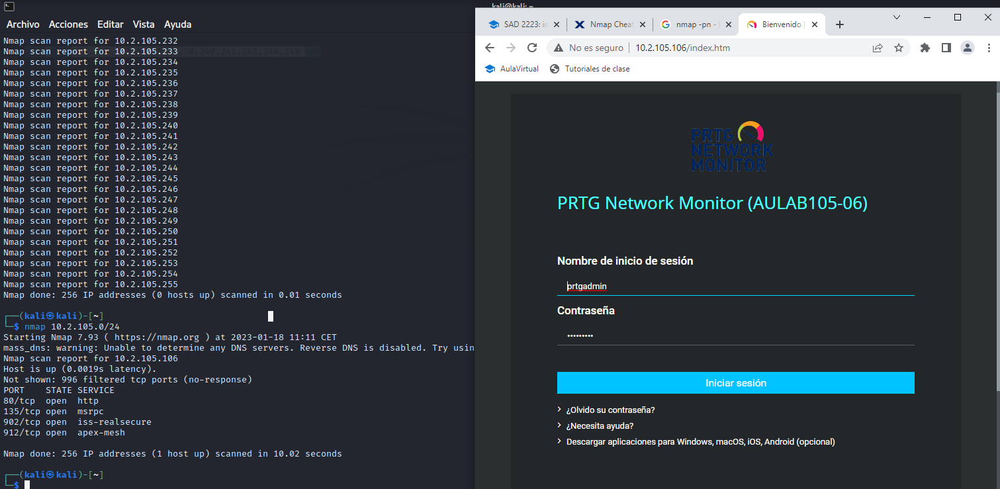 kali@kali: ~
Archivo Acciones Editar Vista Ayuda
Nmap scan report for 10.2.105.232
Nmap scan report for 10.2.105.233
Nmap scan report for 10.2.105.234
Nmap scan report for 10.2.105.235
Nmap scan report for 10.2.105.236
Nmap scan report for 10.2.105.237
Nmap scan report for 10.2.105.238
Nmap scan report for 10.2.105.239
Nmap scan report for 10.2.105.240
Nmap scan report for 10.2.105.241
Nmap scan report for 10.2.105.242
Nmap scan report for 10.2.105.243
Nmap scan report for 10.2.105.244
Nmap scan report for 10.2.105.245
Nmap scan report for 10.2.105.246
Nmap scan report for 10.2.105.247
Nmap scan report for 10.2.105.248
Nmap scan report for 10.2.105.249
Nmap scan report for 10.2.105.250
Nmap scan report for 10.2.105.251
Nmap scan report for 10.2.105.252
Nmap scan report for 10.2.105.253
Nmap scan report for 10.2.105.254
Nmap scan report for 10.2.105.255
Nmap done: 256 IP addresses (0 hosts up) scanned in 0.01 seconds
┌──(kali㉿kali)-[~]
└─$ nmap 10.2.105.0/24
Starting Nmap 7.93 ( https://nmap.org ) at 2023-01-18 11:11 CET
mass_dns: warning: Unable to determine any DNS servers. Reverse DNS is disabled. Try usin
Nmap scan report for 10.2.105.106
Host is up (0.0019s latency).
Not shown: 996 filtered tcp ports (no-response)
PORT STATE SERVICE
80/tcp open http
135/tcp open msrpc
902/tcp open iss-realsecure
912/tcp open apex-mesh
Nmap done: 256 IP addresses (1 host up) scanned in 10.02 seconds
┌──(kali㉿kali)-[~]
└─$
SAD 2223: in
Nmap Cheat
nmap -pn -
Bienvenido |
No es seguro | 10.2.105.106/index.htm
AulaVirtual Tutoriales de clase
PRTG
NETWORK
MONITOR
PRTG Network Monitor (AULAB105-06)
Nombre de inicio de sesión
prtgadmin
Contraseña
•••••••••
Iniciar sesión
¿Olvido su contraseña?
¿Necesita ayuda?
Descargar aplicaciones para Windows, macOS, iOS, Android (opcional)